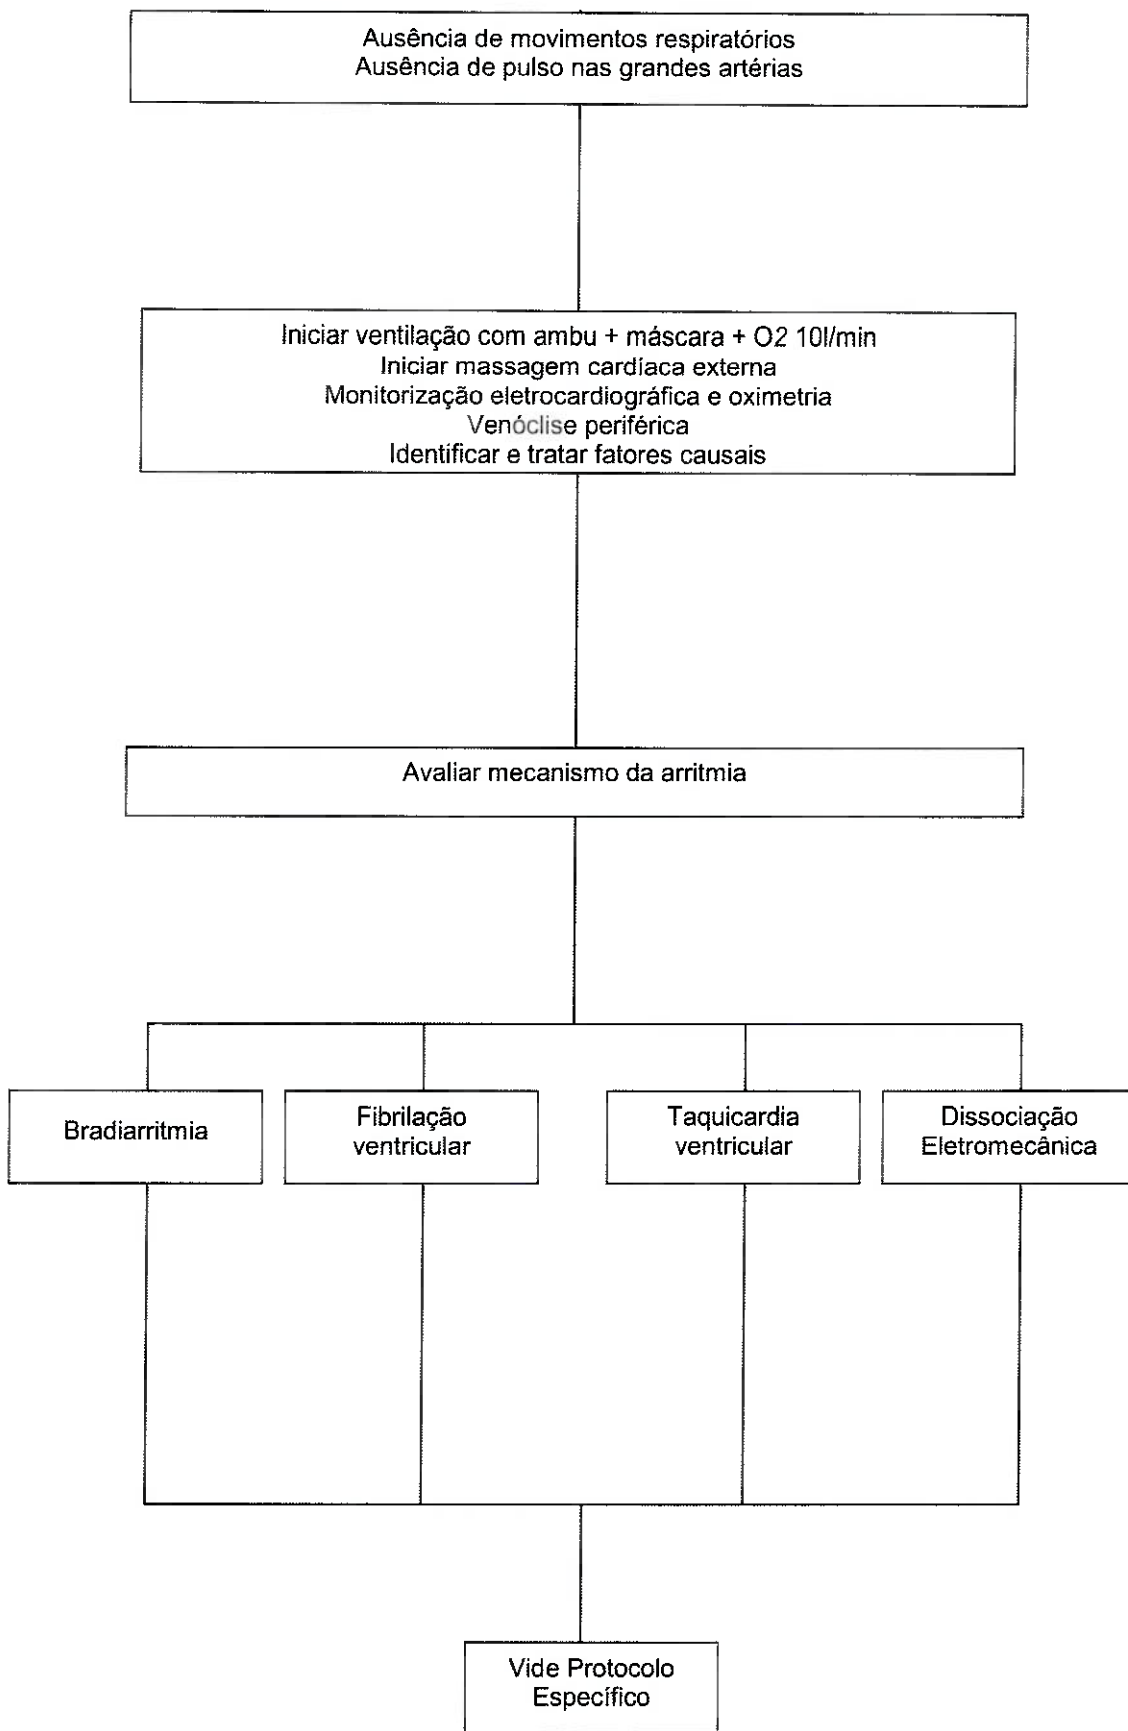 Ausência de movimentos respiratórios
Ausência de pulso nas grandes artérias
Iniciar ventilação com ambu + máscara + O2 10l/min
Iniciar massagem cardíaca externa
Monitorização eletrocardiográfica e oximetria
Venóclise periférica
Identificar e tratar fatores causais
Avaliar mecanismo da arritmia
Bradiarritmia
Fibrilação
ventricular
Taquicardia
ventricular
Dissociação
Eletromecânica
Vide Protocolo
Específico